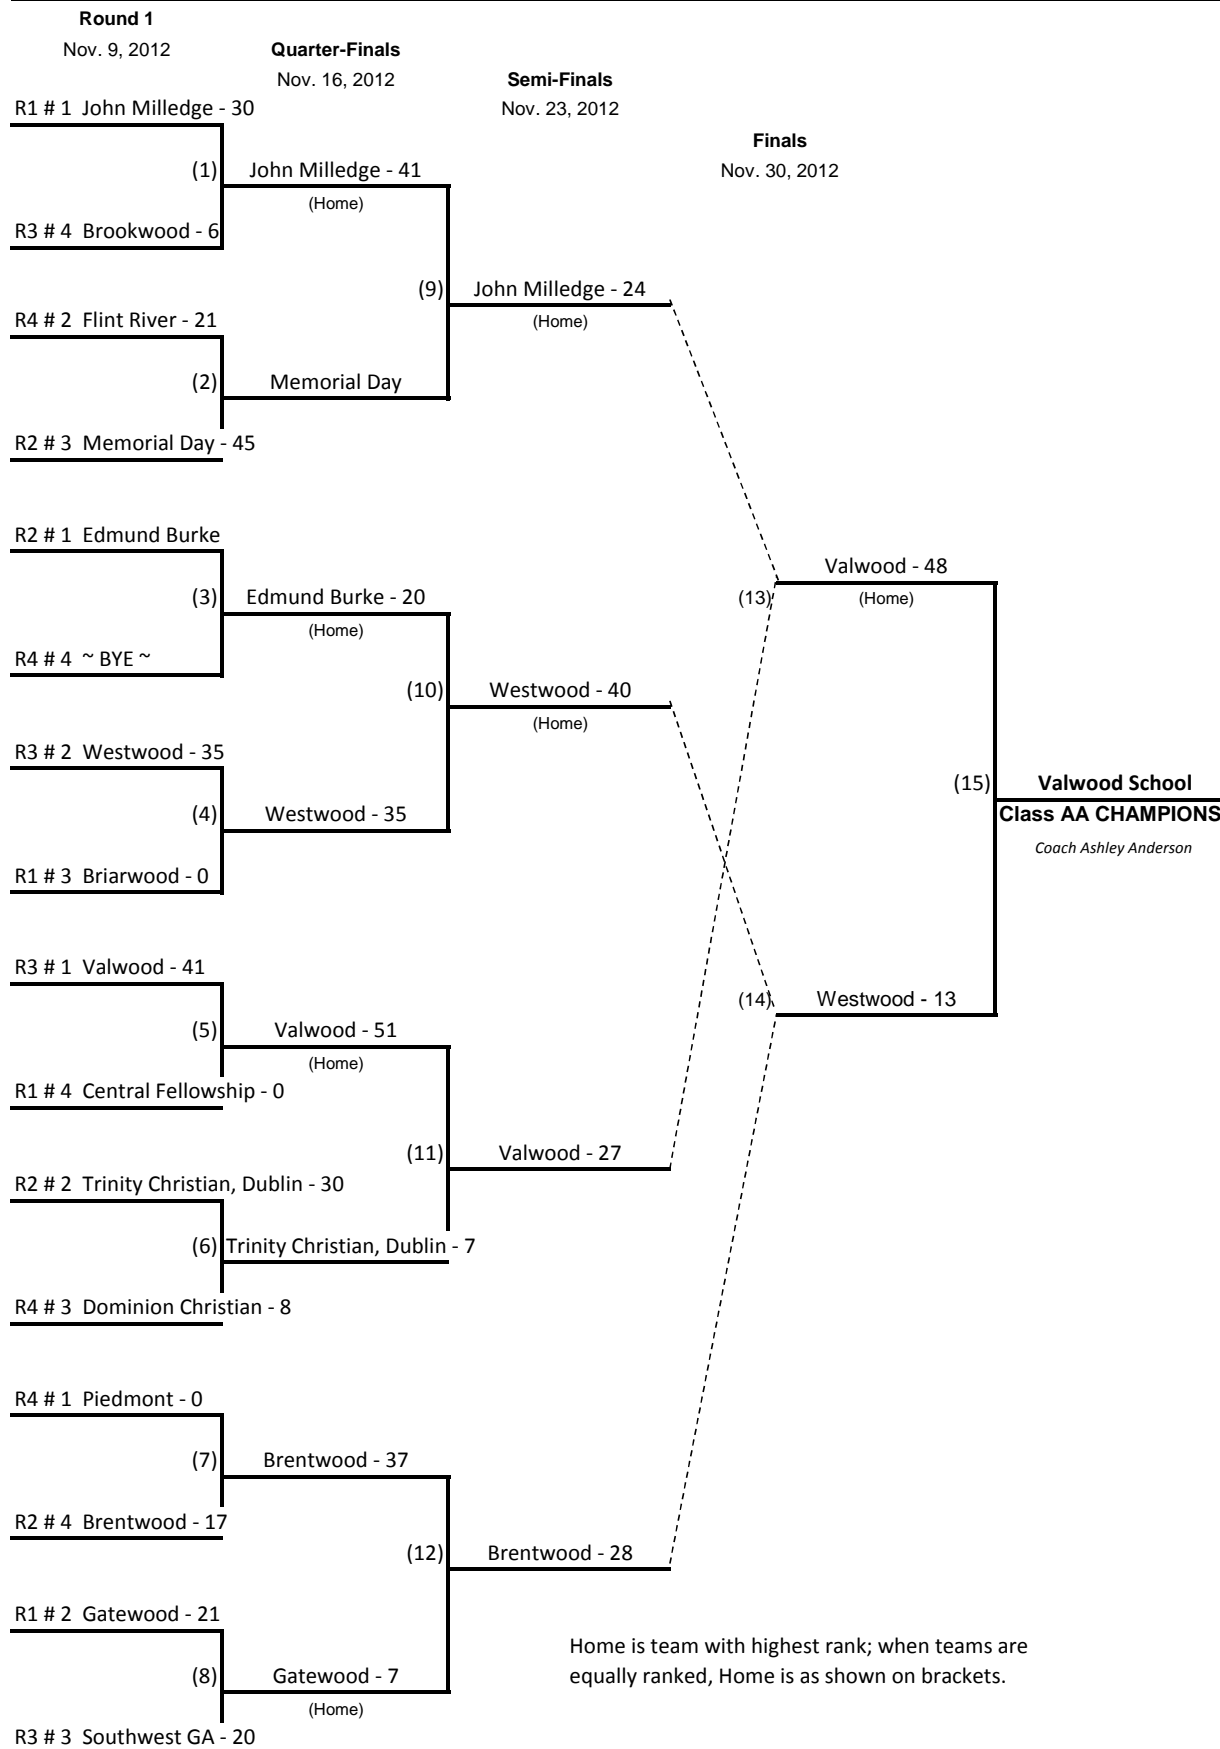 Round 1
Nov. 9, 2012
Quarter-Finals
Nov. 16, 2012
Semi-Finals
Nov. 23, 2012
Finals
Nov. 30, 2012
R1 # 1 John Milledge - 30
(1)
John Milledge - 41
(Home)
R3 # 4 Brookwood - 6
(9)
John Milledge - 24
(Home)
R4 # 2 Flint River - 21
(2)
Memorial Day
R2 # 3 Memorial Day - 45
R2 # 1 Edmund Burke
(3)
Edmund Burke - 20
(Home)
(13)
Valwood - 48
(Home)
R4 # 4 ~ BYE ~
(10)
Westwood - 40
(Home)
R3 # 2 Westwood - 35
(4)
Westwood - 35
(15)
Valwood School
Class AA CHAMPIONS
Coach Ashley Anderson
R1 # 3 Briarwood - 0
R3 # 1 Valwood - 41
(5)
Valwood - 51
(Home)
(14)
Westwood - 13
R1 # 4 Central Fellowship - 0
(11)
Valwood - 27
R2 # 2 Trinity Christian, Dublin - 30
(6)
Trinity Christian, Dublin - 7
R4 # 3 Dominion Christian - 8
R4 # 1 Piedmont - 0
(7)
Brentwood - 37
R2 # 4 Brentwood - 17
(12)
Brentwood - 28
R1 # 2 Gatewood - 21
(8)
Gatewood - 7
(Home)
R3 # 3 Southwest GA - 20
Home is team with highest rank; when teams are
equally ranked, Home is as shown on brackets.